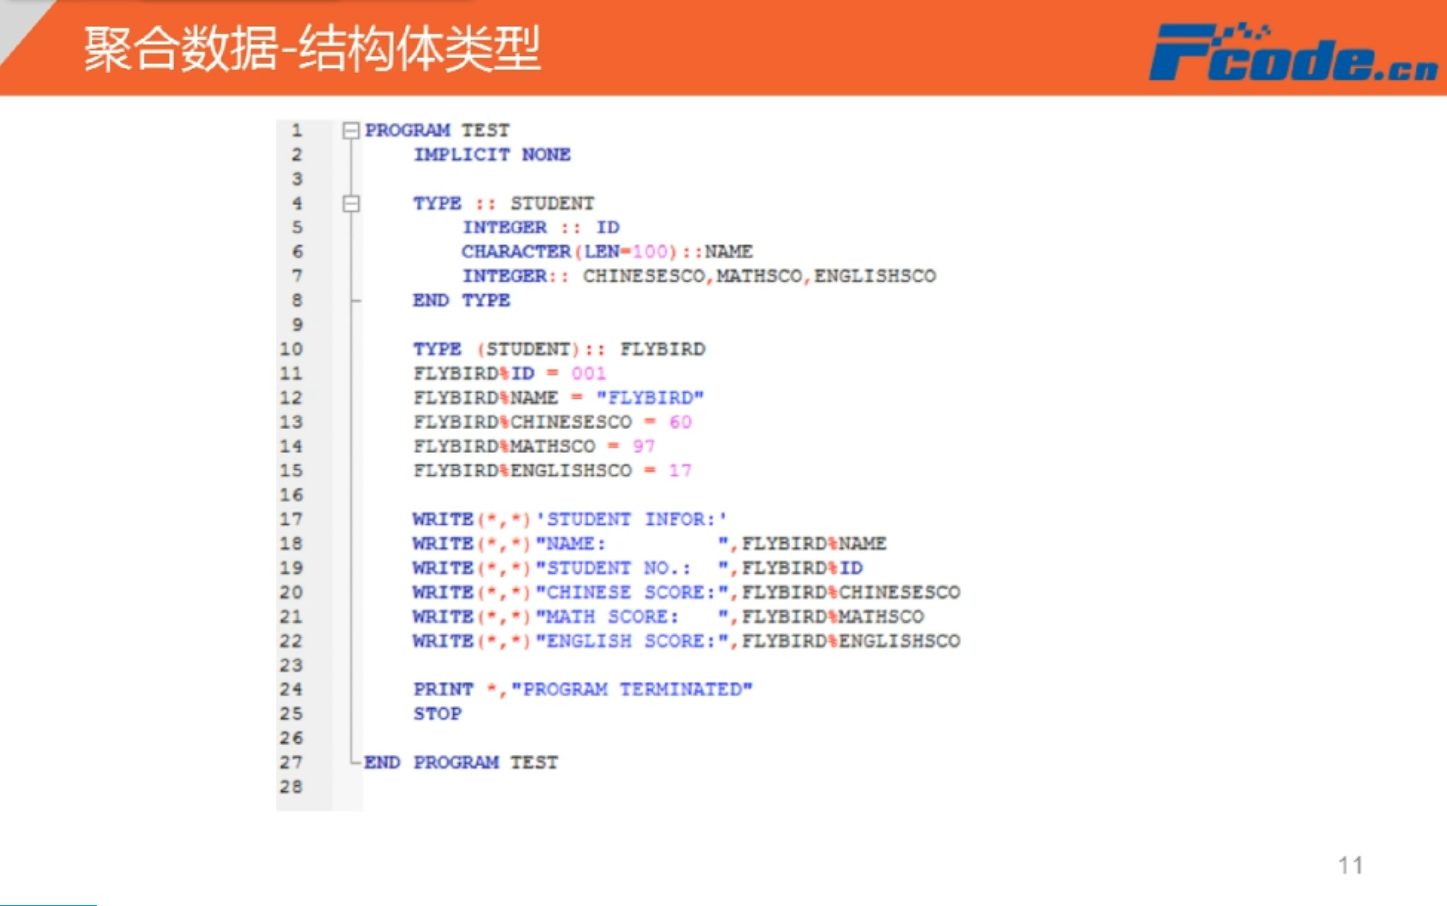 聚合数据-结构体类型
Fcode.cn
1 PROGRAM TEST
2 IMPLICIT NONE
3
4 TYPE :: STUDENT
5 INTEGER :: ID
6 CHARACTER(LEN=100)::NAME
7 INTEGER:: CHINESESCO,MATHSCO,ENGLISHSCO
8 END TYPE
9
10 TYPE (STUDENT):: FLYBIRD
11 FLYBIRD%ID = 001
12 FLYBIRD%NAME = "FLYBIRD"
13 FLYBIRD%CHINESESCO = 60
14 FLYBIRD%MATHSCO = 97
15 FLYBIRD%ENGLISHSCO = 17
16
17 WRITE(*,*)'STUDENT INFOR:'
18 WRITE(*,*)"NAME:         ",FLYBIRD%NAME
19 WRITE(*,*)"STUDENT NO.:  ",FLYBIRD%ID
20 WRITE(*,*)"CHINESE SCORE:",FLYBIRD%CHINESESCO
21 WRITE(*,*)"MATH SCORE:   ",FLYBIRD%MATHSCO
22 WRITE(*,*)"ENGLISH SCORE:",FLYBIRD%ENGLISHSCO
23
24 PRINT *,"PROGRAM TERMINATED"
25 STOP
26
27 END PROGRAM TEST
28
11